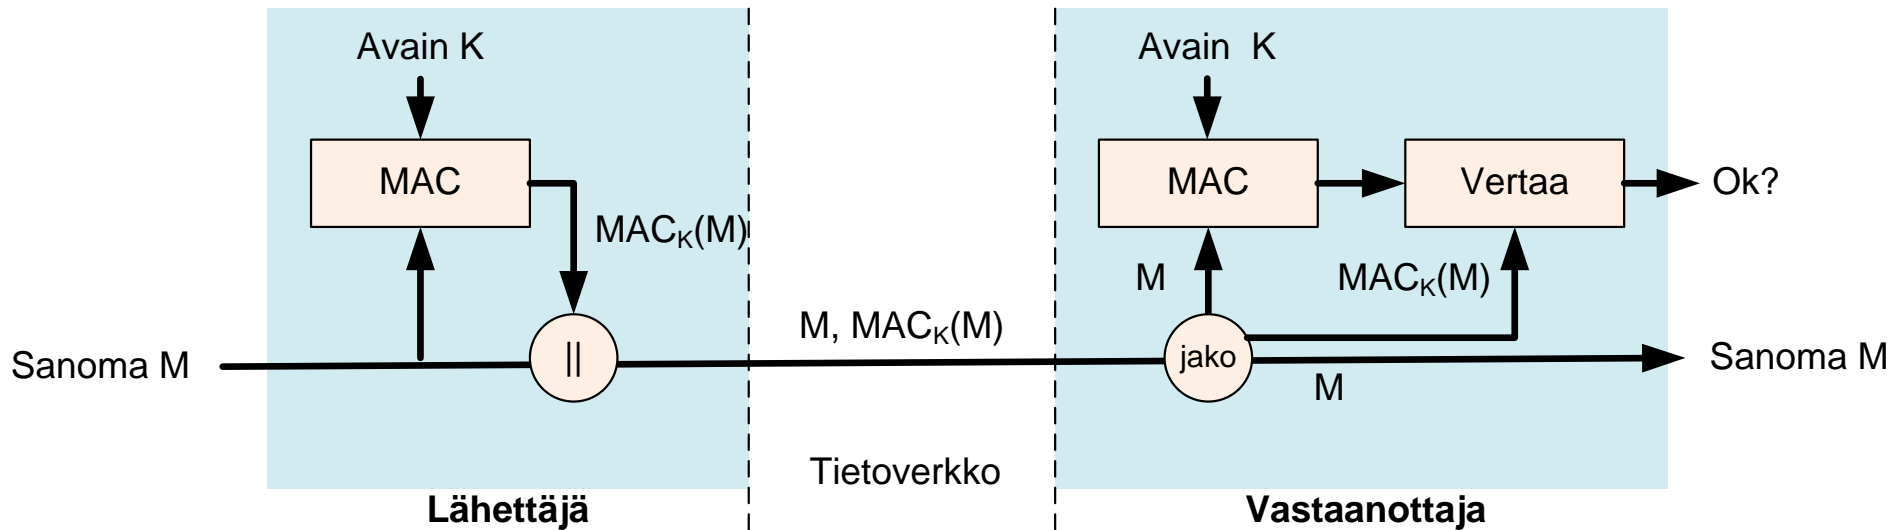 Avain K
Avain  K
MAC
MAC
Vertaa
Ok?
MACK(M)
M
MACK(M)
M, MACK(M)
Sanoma M
||
jako
Sanoma M
M
Tietoverkko
Lähettäjä
Vastaanottaja